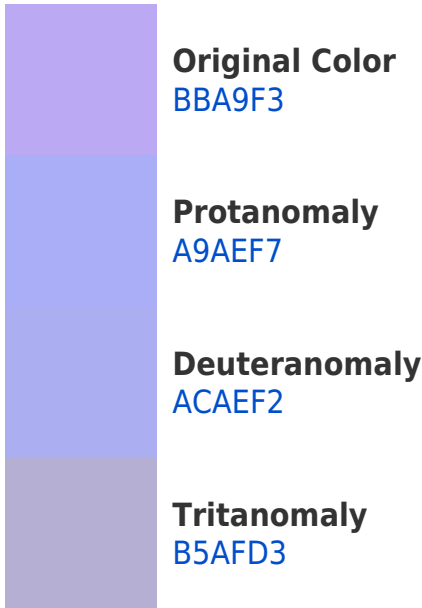 Original Color
BBA9F3
Protanomaly
A9AEF7
Deuteranomaly
ACAEF2
Tritanomaly
B5AFD3